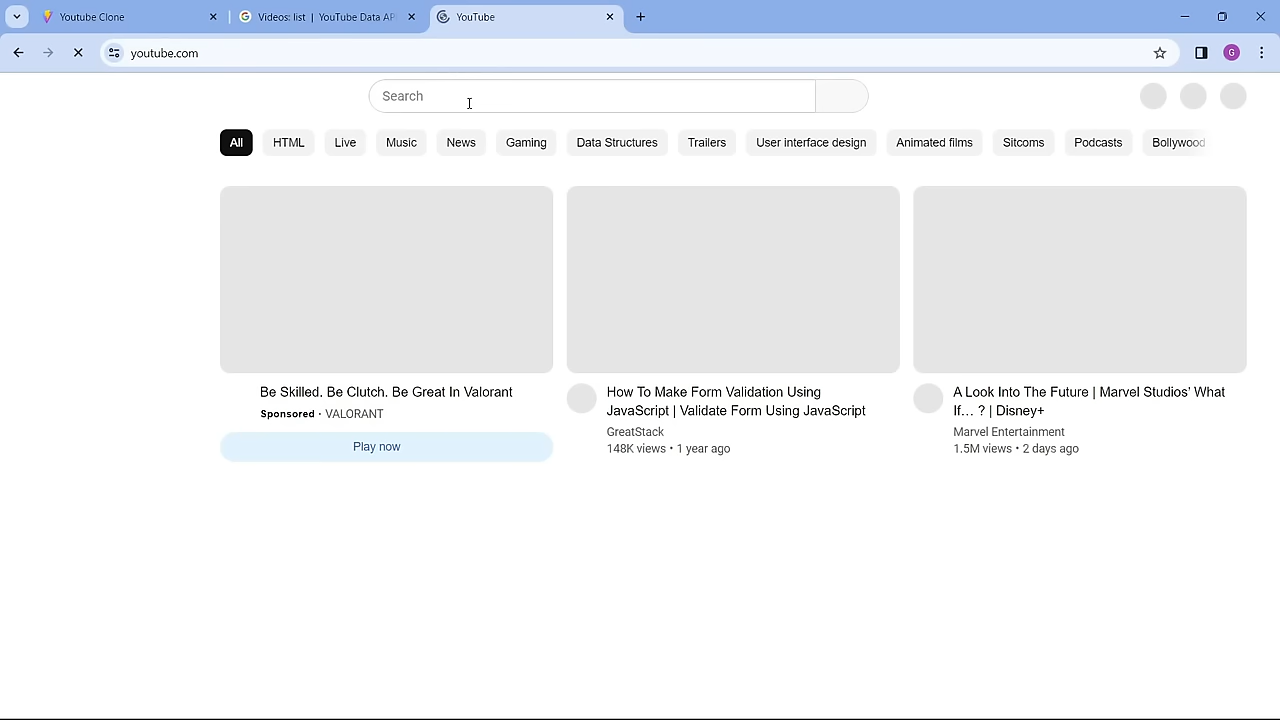 Youtube Clone
Videos: list | YouTube Data AP
YouTube
youtube.com
G
Search
All
HTML
Live
Music
News
Gaming
Data Structures
Trailers
User interface design
Animated films
Sitcoms
Podcasts
Bollywood
Be Skilled. Be Clutch. Be Great In Valorant
Sponsored · VALORANT
Play now
How To Make Form Validation Using
JavaScript | Validate Form Using JavaScript
GreatStack
148K views • 1 year ago
A Look Into The Future | Marvel Studios' What
If... ? | Disney+
Marvel Entertainment
1.5M views • 2 days ago